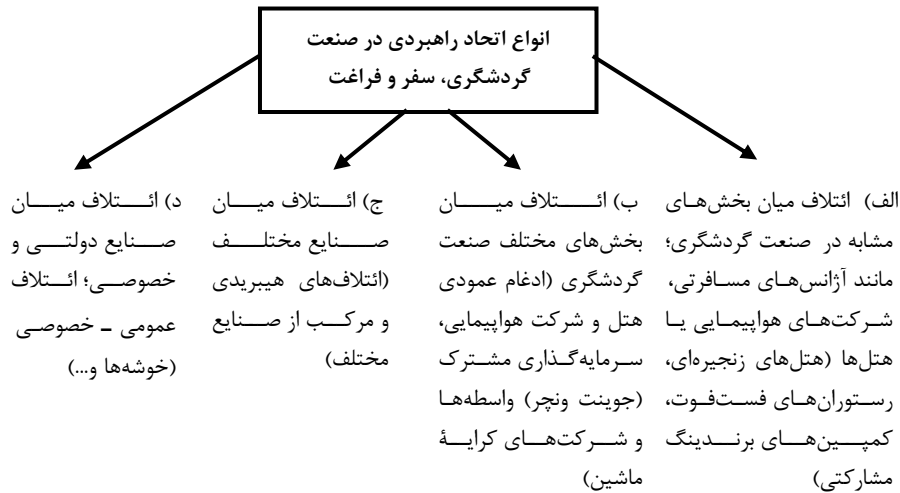 انواع اتحاد راهبردی در صنعت
گردشگری، سفر و فراغت
الف) ائتلاف میان بخش‌های
مشابه در صنعت گردشگری؛
مانند آژانس‌های مسافرتی،
شرکت‌های هواپیمایی یا
هتل‌ها (هتل‌های زنجیره‌ای،
رستوران‌های فست‌فوت،
کمپین‌های برندینگ
مشارکتی)
ب) ائتلاف میان
بخش‌های مختلف صنعت
گردشگری (ادغام عمودی
هتل و شرکت هواپیمایی،
سرمایه‌گذاری مشترک
(جوینت ونچر) واسطه‌ها
و شرکت‌های کرایۀ
ماشین)
ج) ائتلاف میان
صنایع مختلف
(ائتلاف‌های هیبریدی
و مرکب از صنایع
مختلف)
د) ائتلاف میان
صنایع دولتی و
خصوصی؛ ائتلاف
عمومی ـ خصوصی
(خوشه‌ها و...)